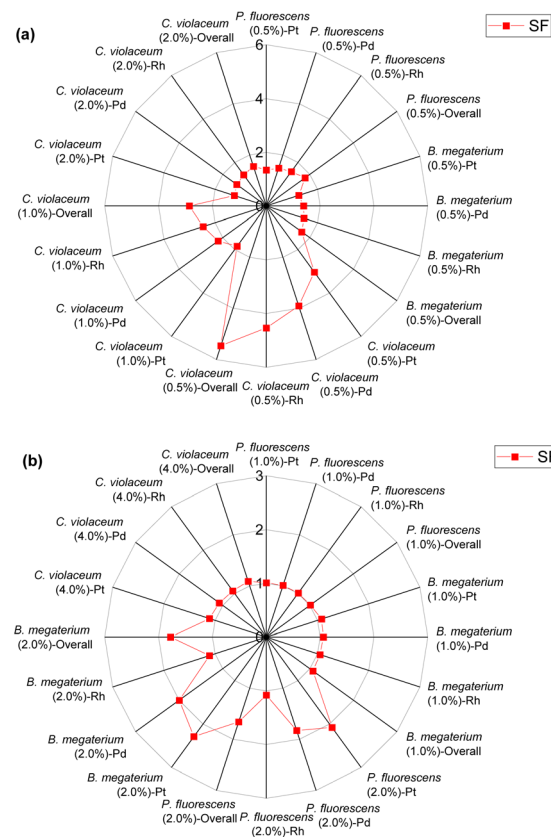 (a)
SF
P. fluorescens
(0.5%)-Pt
P. fluorescens
(0.5%)-Pd
P. fluorescens
(0.5%)-Rh
P. fluorescens
(0.5%)-Overall
B. megaterium
(0.5%)-Pt
B. megaterium
(0.5%)-Pd
B. megaterium
(0.5%)-Rh
B. megaterium
(0.5%)-Overall
C. violaceum
(0.5%)-Pt
C. violaceum
(0.5%)-Pd
C. violaceum
(0.5%)-Rh
C. violaceum
(0.5%)-Overall
C. violaceum
(1.0%)-Pt
C. violaceum
(1.0%)-Pd
C. violaceum
(1.0%)-Rh
C. violaceum
(1.0%)-Overall
C. violaceum
(2.0%)-Pt
C. violaceum
(2.0%)-Pd
C. violaceum
(2.0%)-Rh
C. violaceum
(2.0%)-Overall
6
4
2
0
(b)
SF
P. fluorescens
(1.0%)-Pt
P. fluorescens
(1.0%)-Pd
P. fluorescens
(1.0%)-Rh
P. fluorescens
(1.0%)-Overall
B. megaterium
(1.0%)-Pt
B. megaterium
(1.0%)-Pd
B. megaterium
(1.0%)-Rh
B. megaterium
(1.0%)-Overall
P. fluorescens
(2.0%)-Pt
P. fluorescens
(2.0%)-Pd
P. fluorescens
(2.0%)-Rh
P. fluorescens
(2.0%)-Overall
B. megaterium
(2.0%)-Pt
B. megaterium
(2.0%)-Pd
B. megaterium
(2.0%)-Rh
B. megaterium
(2.0%)-Overall
C. violaceum
(4.0%)-Pt
C. violaceum
(4.0%)-Pd
C. violaceum
(4.0%)-Rh
C. violaceum
(4.0%)-Overall
3
2
1
0